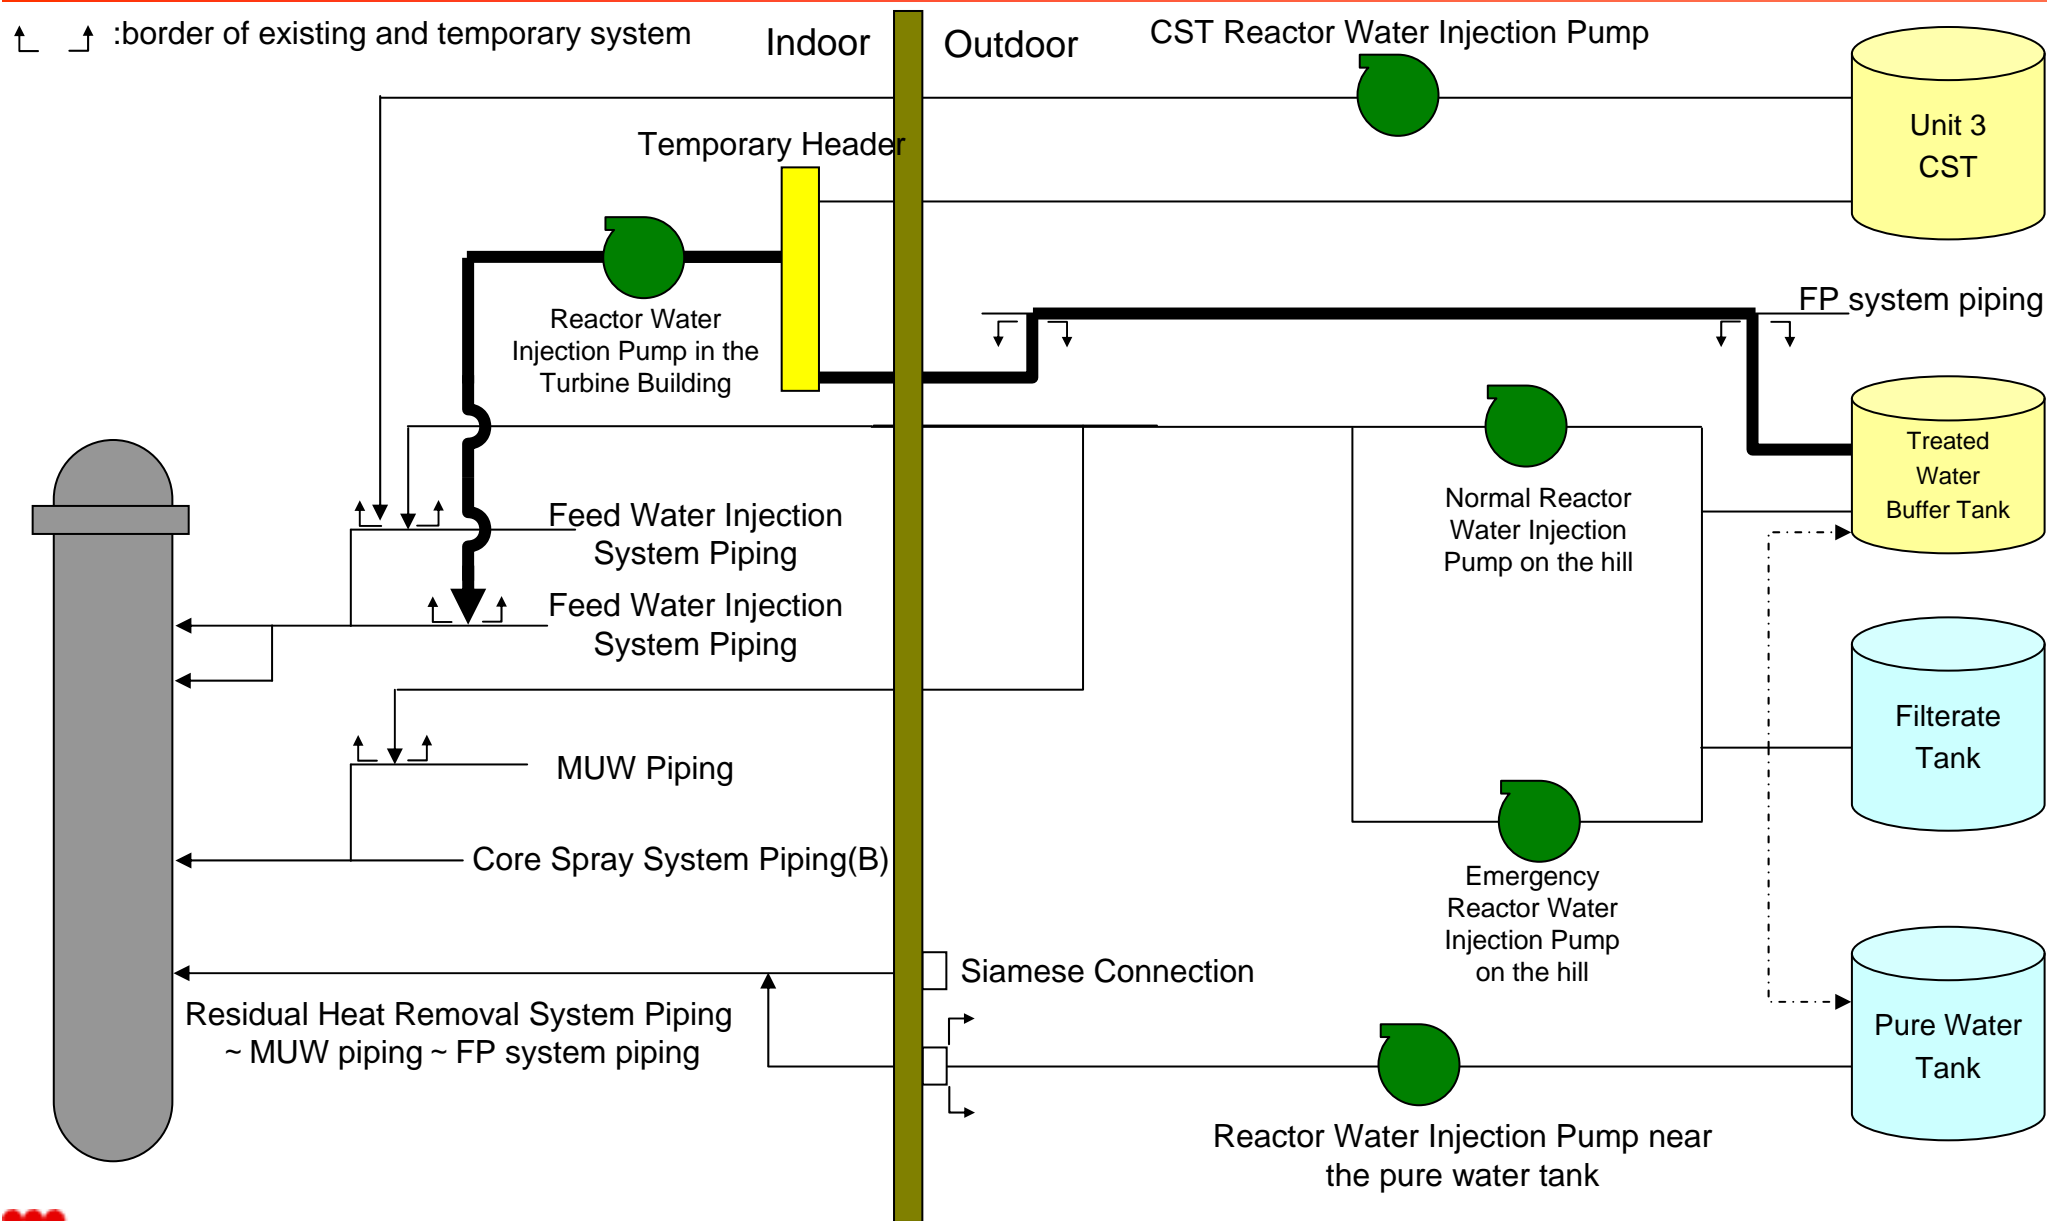 :border of existing and temporary system
Indoor
Outdoor
CST Reactor Water Injection Pump
Unit 3
CST
Temporary Header
Reactor Water
Injection Pump in the
Turbine Building
FP system piping
Treated
Water
Buffer Tank
Normal Reactor
Water Injection
Pump on the hill
Feed Water Injection
System Piping
Feed Water Injection
System Piping
Filterate
Tank
MUW Piping
Core Spray System Piping(B)
Emergency
Reactor Water
Injection Pump
on the hill
Siamese Connection
Residual Heat Removal System Piping
~ MUW piping ~ FP system piping
Pure Water
Tank
Reactor Water Injection Pump near
the pure water tank